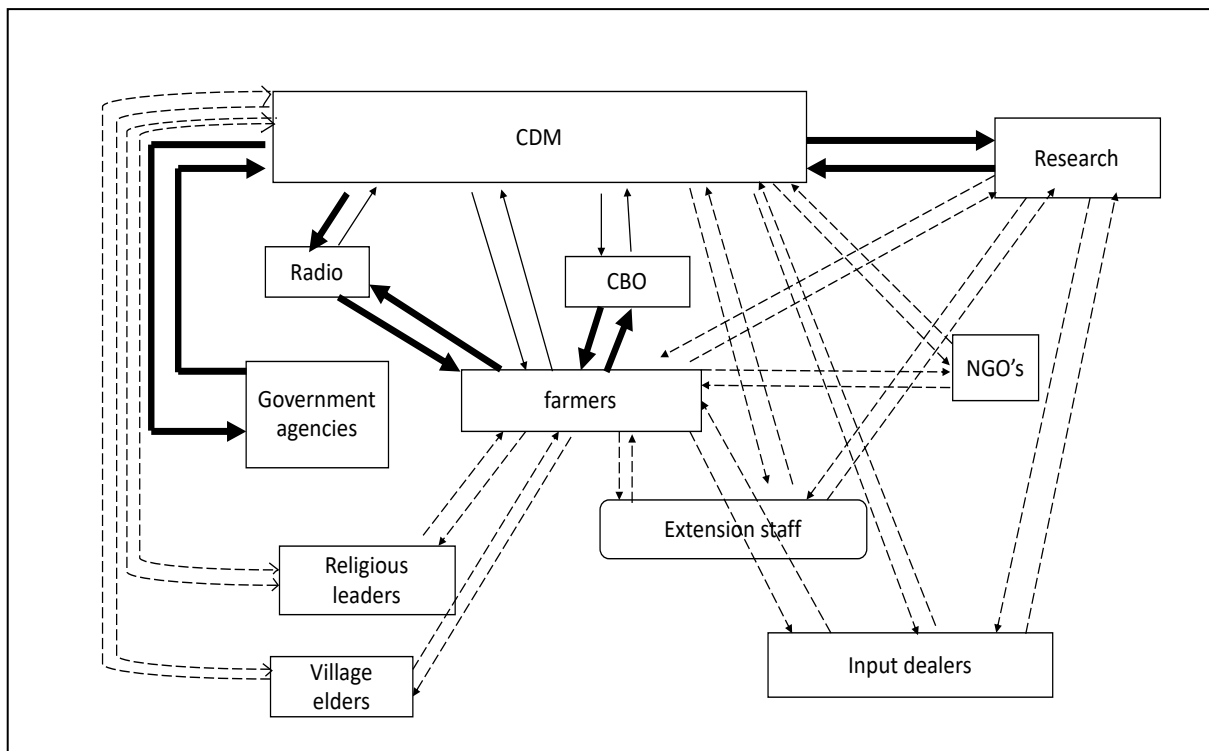 CDM
Research
Radio
CBO
NGO's
Government
agencies
farmers
Extension staff
Religious
leaders
Input dealers
Village
elders